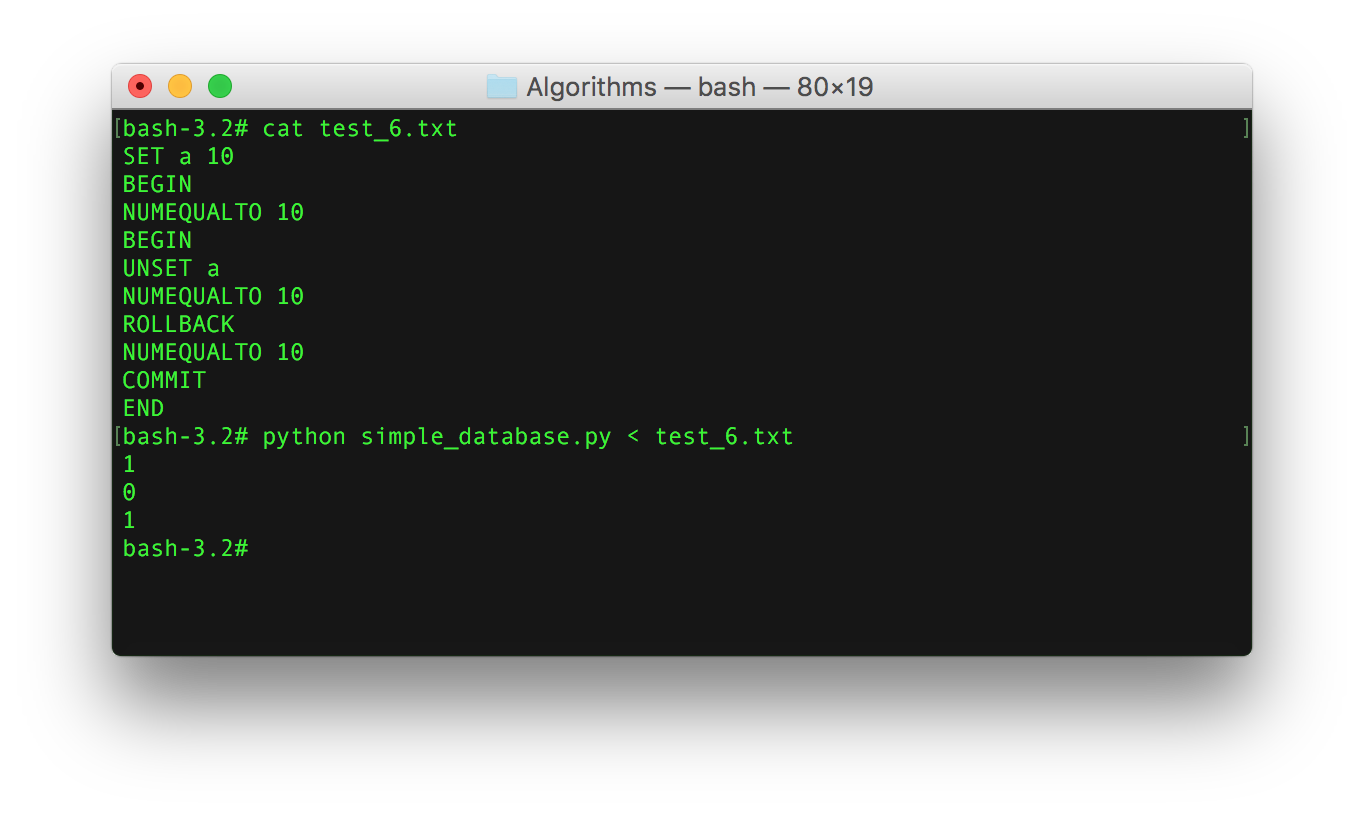 Algorithms — bash — 80×19
[bash-3.2# cat test_6.txt ]
SET a 10
BEGIN
NUMEQUALTO 10
BEGIN
UNSET a
NUMEQUALTO 10
ROLLBACK
NUMEQUALTO 10
COMMIT
END
[bash-3.2# python simple_database.py < test_6.txt ]
1
0
1
bash-3.2#